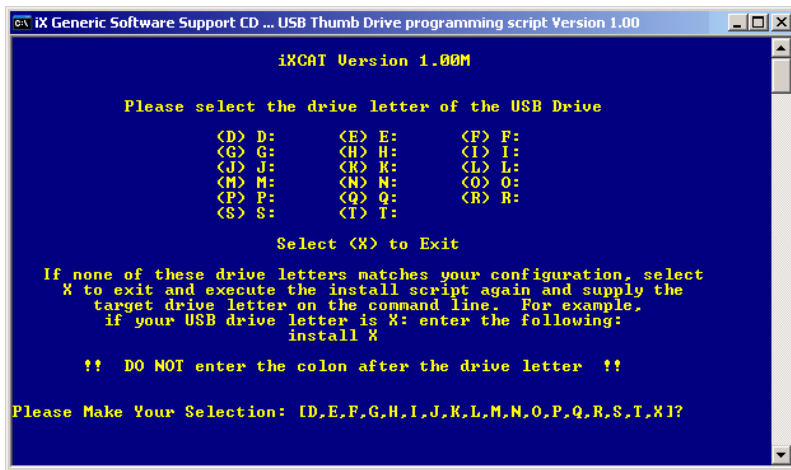 iX Generic Software Support CD ... USB Thumb Drive programming script Version 1.00
iXCAT Version 1.00M
Please select the drive letter of the USB Drive
(D) D: (E) E: (F) F:
(G) G: (H) H: (I) I:
(J) J: (K) K: (L) L:
(M) M: (N) N: (O) O:
(P) P: (Q) Q: (R) R:
(S) S: (T) T:
Select (X) to Exit
If none of these drive letters matches your configuration, select
X to exit and execute the install script again and supply the
target drive letter on the command line. For example,
if your USB drive letter is X: enter the following:
install X
!! DO NOT enter the colon after the drive letter !!
Please Make Your Selection: [D,E,F,G,H,I,J,K,L,M,N,O,P,Q,R,S,T,X]?